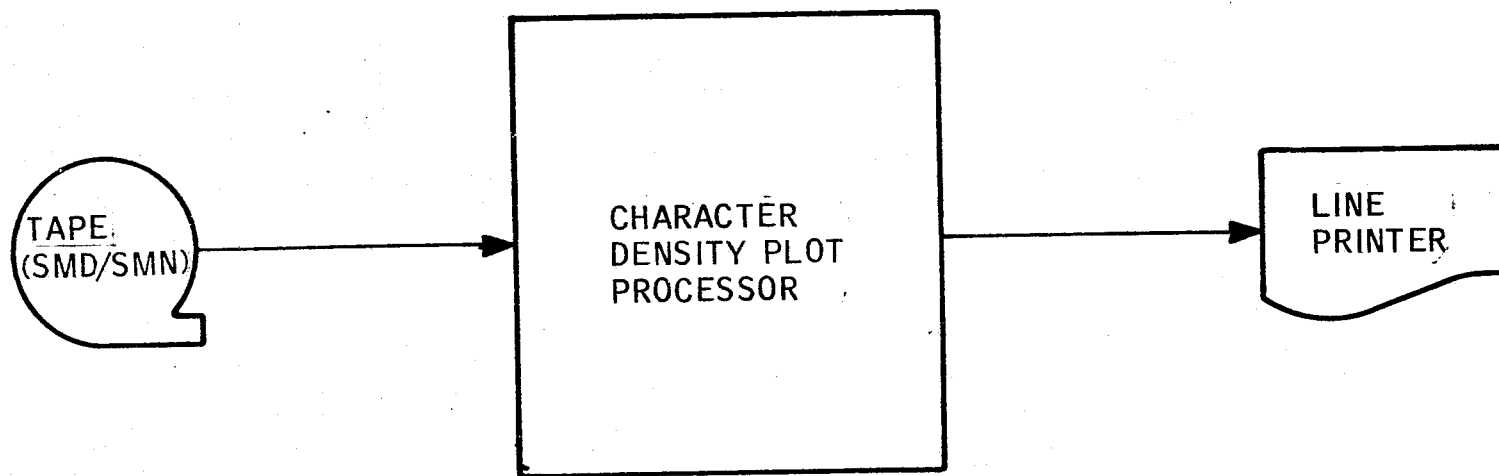 TAPE
(SMD/SMN)
CHARACTER
DENSITY PLOT
PROCESSOR
LINE
PRINTER